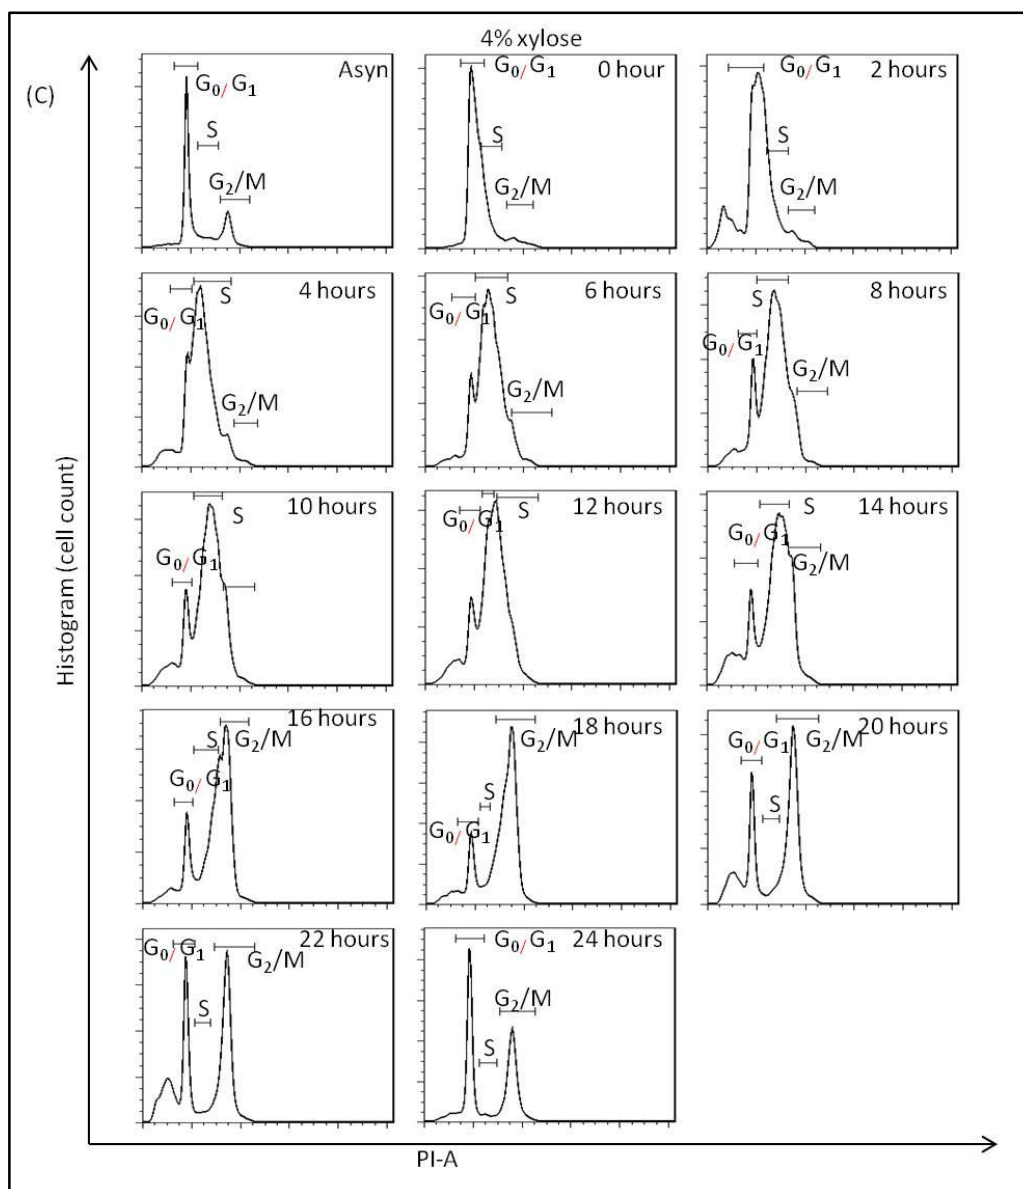 4% xylose
(C)
Asyn
G0/G1
S
G2/M
0 hour
G0/G1
S
G2/M
2 hours
G0/G1
S
G2/M
4 hours
S
G0/G1
G2/M
6 hours
S
G0/G1
G2/M
8 hours
S
G0/G1
G2/M
10 hours
S
G0/G1
12 hours
S
G0/G1
14 hours
S
G0/G1
G2/M
16 hours
S
G2/M
G0/G1
18 hours
G2/M
S
G0/G1
20 hours
G0/G1
G2/M
S
22 hours
G0/G1
G2/M
S
24 hours
G0/G1
G2/M
S
Histogram (cell count)
PI-A